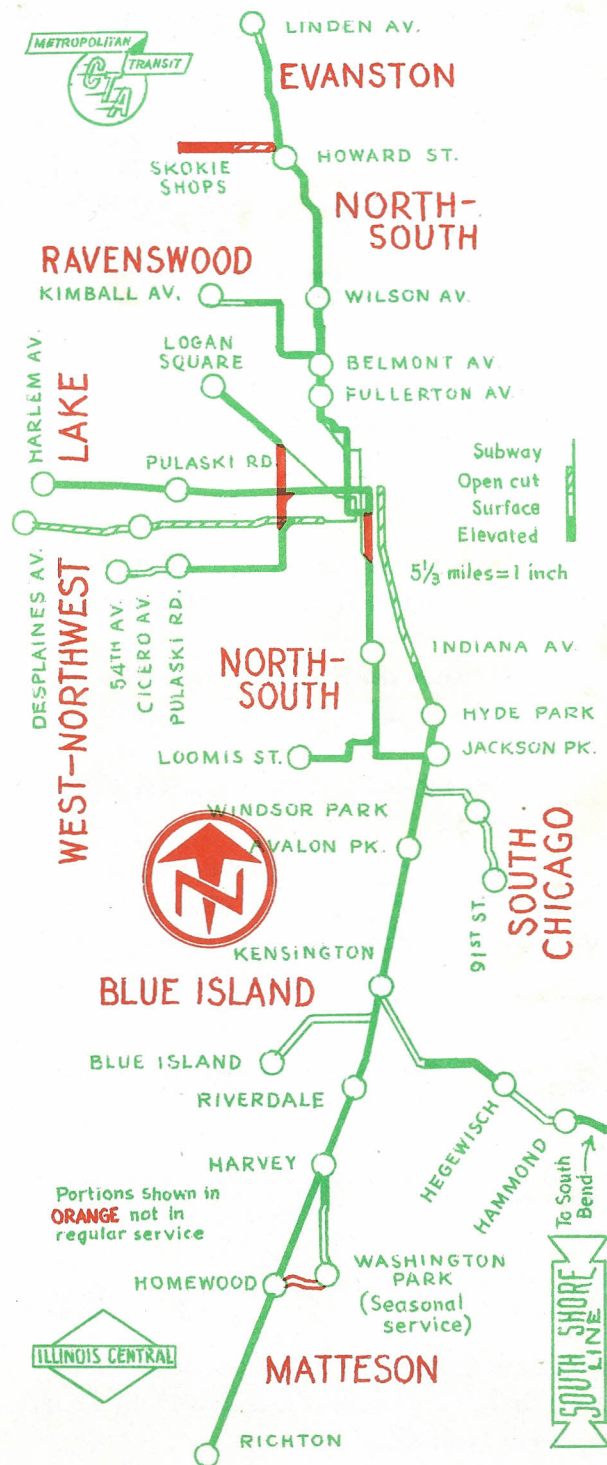 LINDEN AV.
METROPOLITAN
TRANSIT
CTA
EVANSTON
SKOKIE
SHOPS
HOWARD ST.
NORTH-
SOUTH
RAVENSWOOD
KIMBALL AV.
WILSON AV.
LOGAN
SQUARE
BELMONT AV.
FULLERTON AV.
HARLEM AV.
LAKE
PULASKI RD.
Subway
Open cut
Surface
Elevated
5⅓ miles=1 inch
DESPLAINES AV.
WEST-NORTHWEST
54TH AV.
CICERO AV.
PULASKI RD.
NORTH-
SOUTH
INDIANA AV.
HYDE PARK
JACKSON PK.
LOOMIS ST.
WINDSOR PARK
AVALON PK.
N
91ST ST.
SOUTH
CHICAGO
KENSINGTON
BLUE ISLAND
BLUE ISLAND
RIVERDALE
HEGEWISCH
HAMMOND
To South
Bend
HARVEY
Portions shown in
ORANGE not in
regular service
HOMEWOOD
WASHINGTON
PARK
(Seasonal
service)
ILLINOIS CENTRAL
MATTESON
SOUTH SHORE
LINE
RICHTON